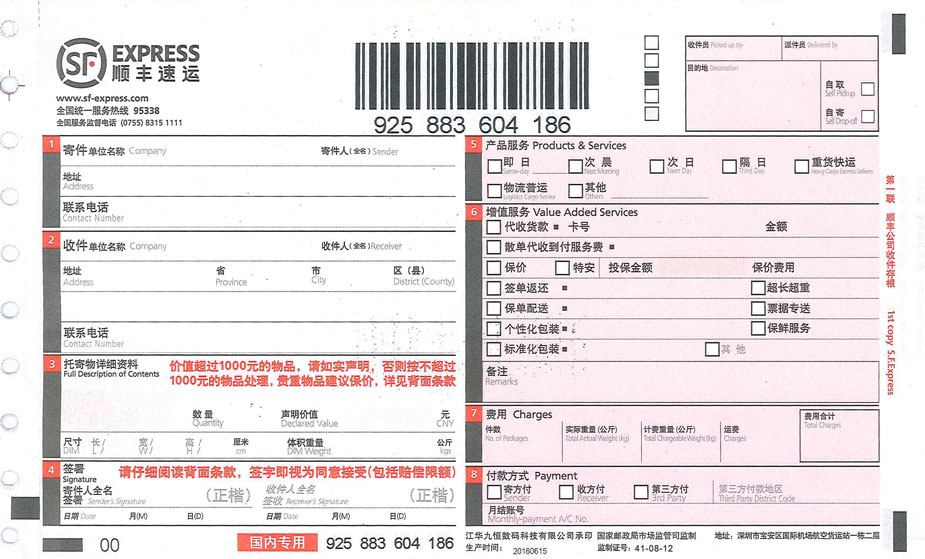 SF EXPRESS
顺丰速运
www.sf-express.com
全国统一服务热线 95338
全国服务监督电话 (0755) 8315 1111
925 883 604 186
收件员 Picked up by- 派件员 Delivered by
目的地 Destination
自取
Self Pickup
自寄
Self Drop-off
1 寄件 单位名称 Company 寄件人(全名) Sender
地址
Address
联系电话
Contact Number
2 收件 单位名称 Company 收件人(全名) Receiver
地址 省 市 区(县)
Address Province City District (County)
联系电话
Contact Number
3 托寄物详细资料
Full Description of Contents
价值超过1000元的物品,请如实声明,否则按不超过
1000元的物品处理,贵重物品建议保价,详见背面条款
数量 声明价值 元
Quantity Declared Value CNY
尺寸 长/ 宽/ 高/ 厘米 体积重量 公斤
DIM L/ W/ H/ cm DIM Weight kgs
4 签署
Signature
请仔细阅读背面条款,签字即视为同意接受(包括赔偿限额)
寄件人全名 收件人全名
签署 Sender's Signature (正楷) 签收 Receiver's Signature (正楷)
日期 Date 月(M) 日(D) 日期 Date 月(M) 日(D)
00 国内专用 925 883 604 186
5 产品服务 Products & Services
即日 次晨 次日 隔日 重货快运
Same-day Next Morning Next Day Third Day Heavy Cargo Express Delivery
物流普运 其他
Logistics Cargo Service Others
6 增值服务 Value Added Services
代收货款 卡号 金额
散单代收到付服务费
保价 特安 投保金额 保价费用
签单返还 超长超重
保单配送 票据专送
个性化包装 保鲜服务
标准化包装 其他
备注
Remarks
7 费用 Charges 费用合计
Total Charges
件数 实际重量 (公斤) 计费重量 (公斤) 运费
No. of Packages Total Actual Weight (kg) Total Chargeable Weight (kg) Charges
8 付款方式 Payment
寄方付 收方付 第三方付 第三方付款地区
Sender Receiver 3rd Party Third Party District Code
月结账号
Monthly-payment A/C No.
江华九恒数码科技有限公司承印 国家邮政局市场监管司监制 地址:深圳市宝安区国际机场航空货运站一栋二层
生产时间: 20160615 监制证号: 41-08-12
第一联 顺丰公司收件存根 1st copy S.F.Express